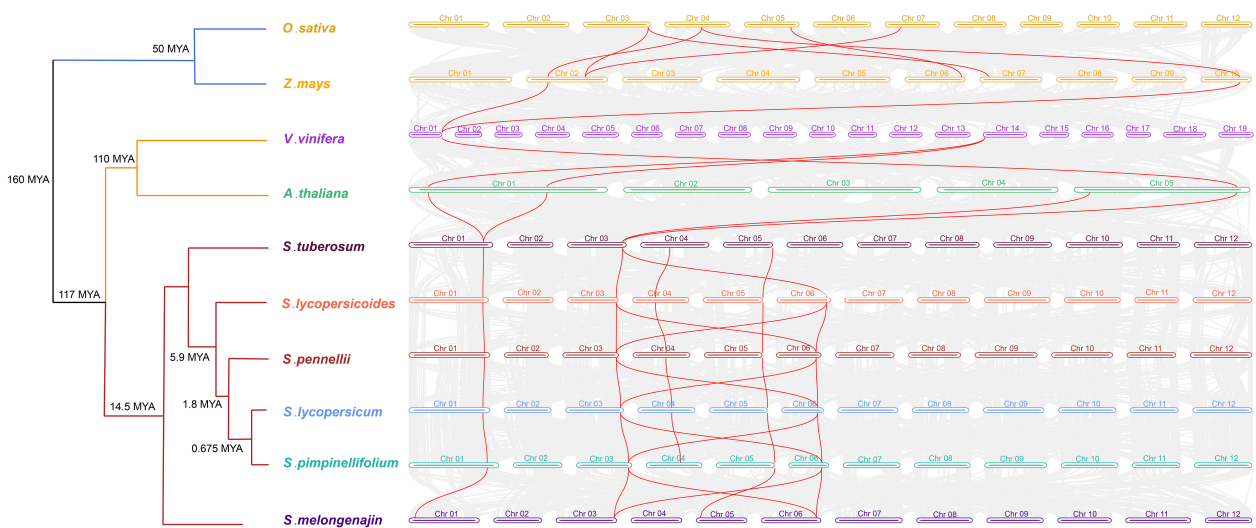 O.sativa Chr 01 Chr 02 Chr 03 Chr 04 Chr 05 Chr 06 Chr 07 Chr 08 Chr 09 Chr 10 Chr 11 Chr 12
50 MYA
Z.mays Chr 01 Chr 02 Chr 03 Chr 04 Chr 05 Chr 06 Chr 07 Chr 08 Chr 09 Chr 10
V.vinifera Chr 01 Chr 02 Chr 03 Chr 04 Chr 05 Chr 06 Chr 07 Chr 08 Chr 09 Chr 10 Chr 11 Chr 12 Chr 13 Chr 14 Chr 15 Chr 16 Chr 17 Chr 18 Chr 19
110 MYA
160 MYA
A.thaliana Chr 01 Chr 02 Chr 03 Chr 04 Chr 05
S.tuberosum Chr 01 Chr 02 Chr 03 Chr 04 Chr 05 Chr 06 Chr 07 Chr 08 Chr 09 Chr 10 Chr 11 Chr 12
117 MYA
S.lycopersicoides Chr 01 Chr 02 Chr 03 Chr 04 Chr 05 Chr 06 Chr 07 Chr 08 Chr 09 Chr 10 Chr 11 Chr 12
5.9 MYA
S.pennellii Chr 01 Chr 02 Chr 03 Chr 04 Chr 05 Chr 06 Chr 07 Chr 08 Chr 09 Chr 10 Chr 11 Chr 12
1.8 MYA
14.5 MYA
S.lycopersicum Chr 01 Chr 02 Chr 03 Chr 04 Chr 05 Chr 06 Chr 07 Chr 08 Chr 09 Chr 10 Chr 11 Chr 12
0.675 MYA
S.pimpinellifolium Chr 01 Chr 02 Chr 03 Chr 04 Chr 05 Chr 06 Chr 07 Chr 08 Chr 09 Chr 10 Chr 11 Chr 12
S.melongenajin Chr 01 Chr 02 Chr 03 Chr 04 Chr 05 Chr 06 Chr 07 Chr 08 Chr 09 Chr 10 Chr 11 Chr 12